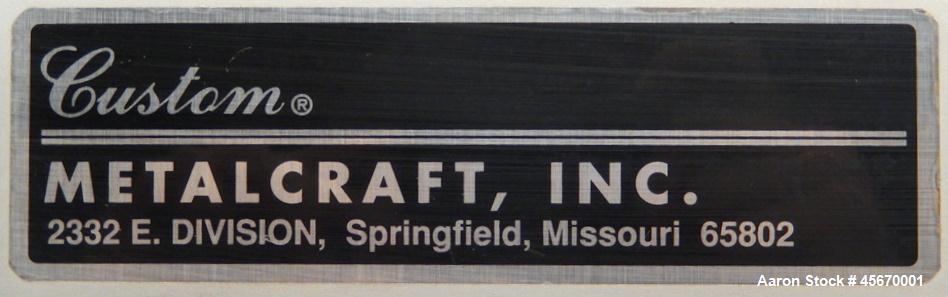 Custom®
METALCRAFT, INC.
2332 E. DIVISION, Springfield, Missouri 65802
Aaron Stock # 45670001